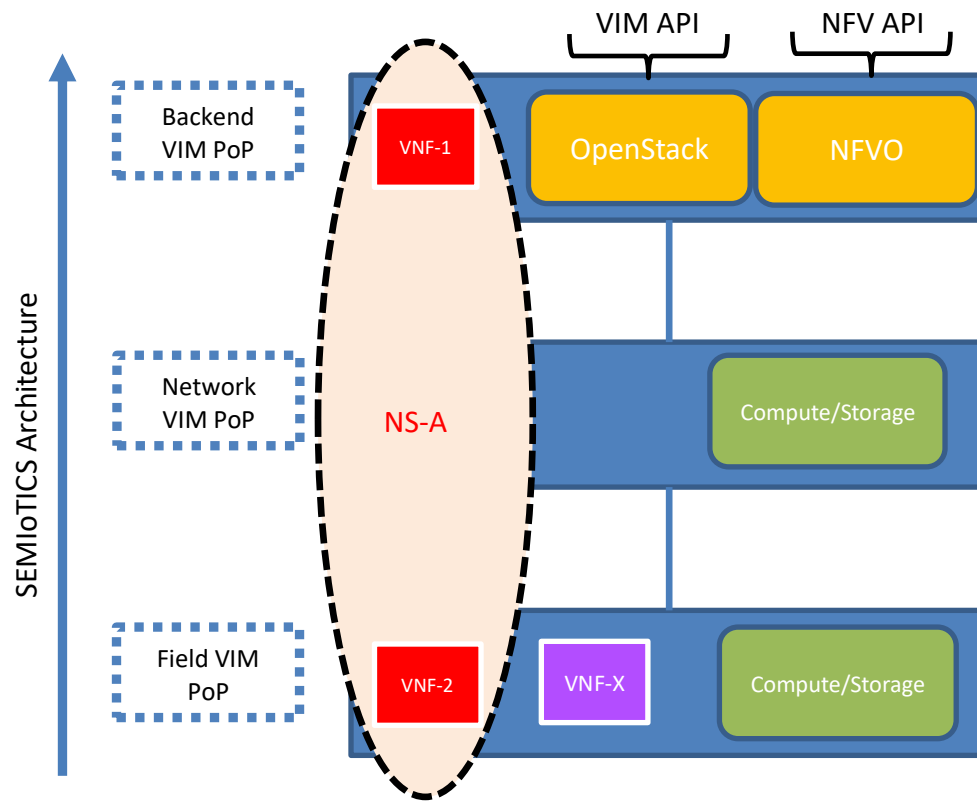 VIM API
NFV API
Backend
VIM PoP
VNF-1
OpenStack
NFVO
SEMIoTICS Architecture
Network
VIM PoP
NS-A
Compute/Storage
Field VIM
PoP
VNF-2
VNF-X
Compute/Storage